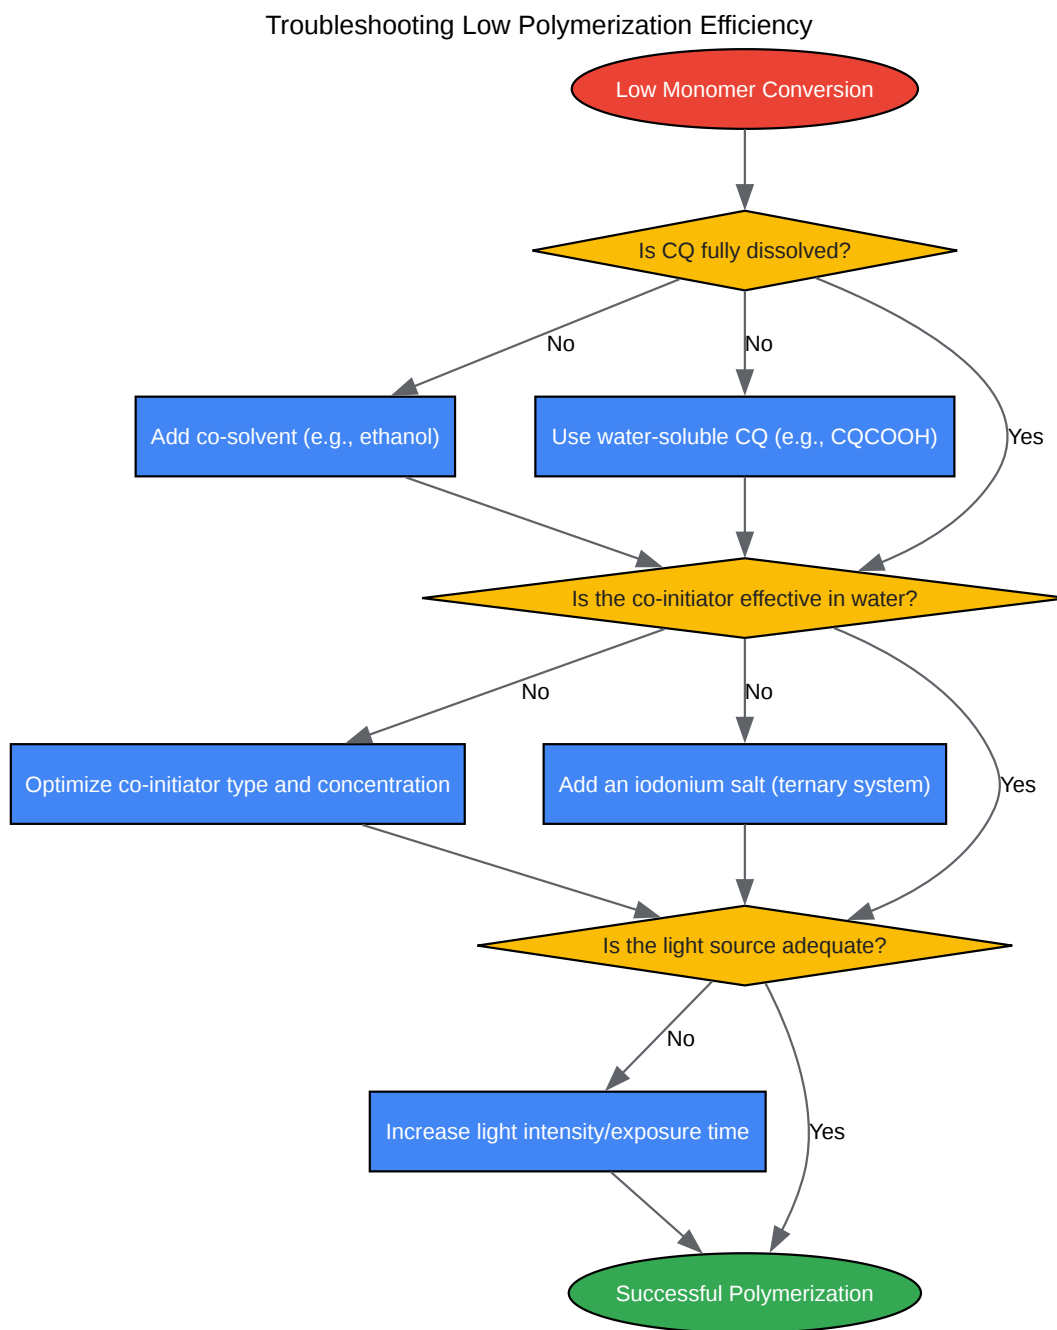 Troubleshooting Low Polymerization Efficiency
Low Monomer Conversion
Is CQ fully dissolved?
No
No
Yes
Add co-solvent (e.g., ethanol)
Use water-soluble CQ (e.g., CQCOOH)
Is the co-initiator effective in water?
No
No
Yes
Optimize co-initiator type and concentration
Add an iodonium salt (ternary system)
Is the light source adequate?
No
Yes
Increase light intensity/exposure time
Successful Polymerization